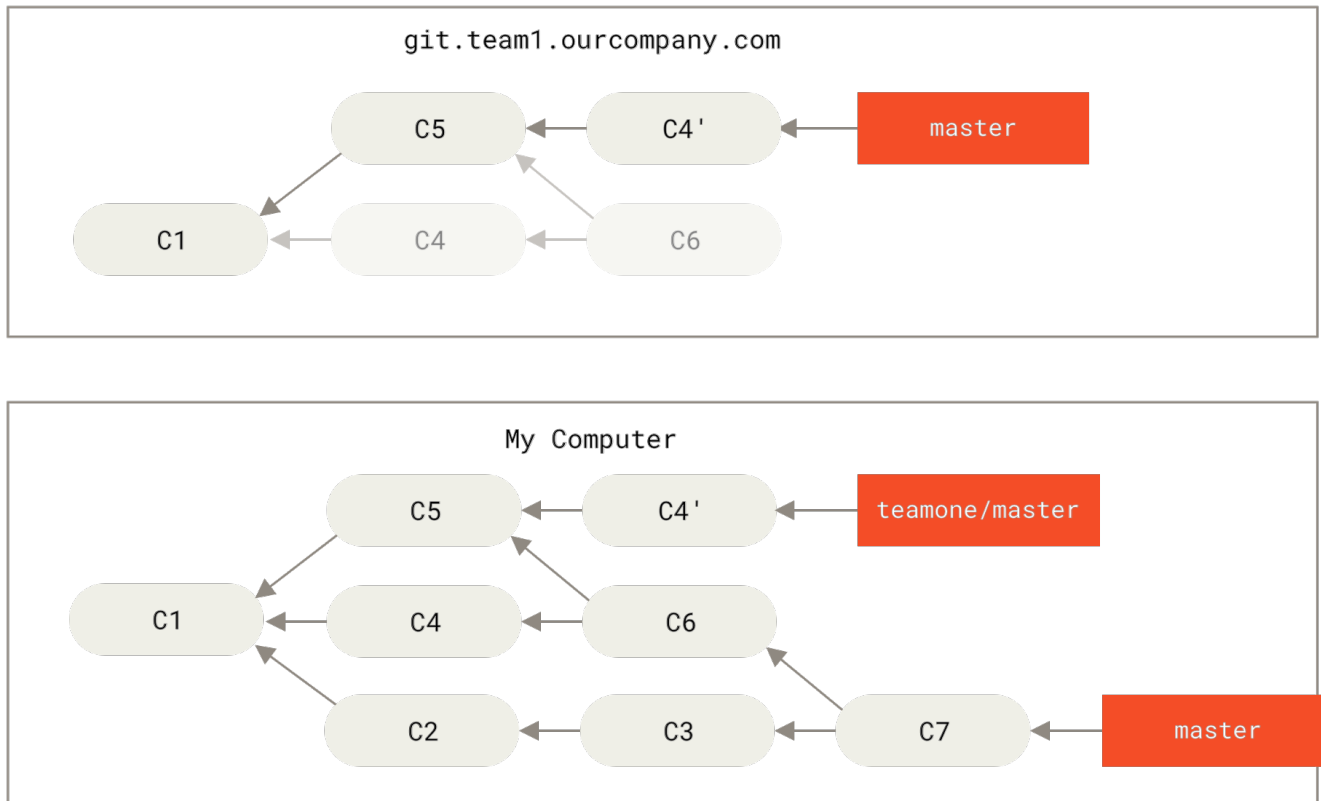 git.team1.ourcompany.com
C5 C4' master
C1 C4 C6
My Computer
C5 C4' teamone/master
C1 C4 C6
C2 C3 C7 master